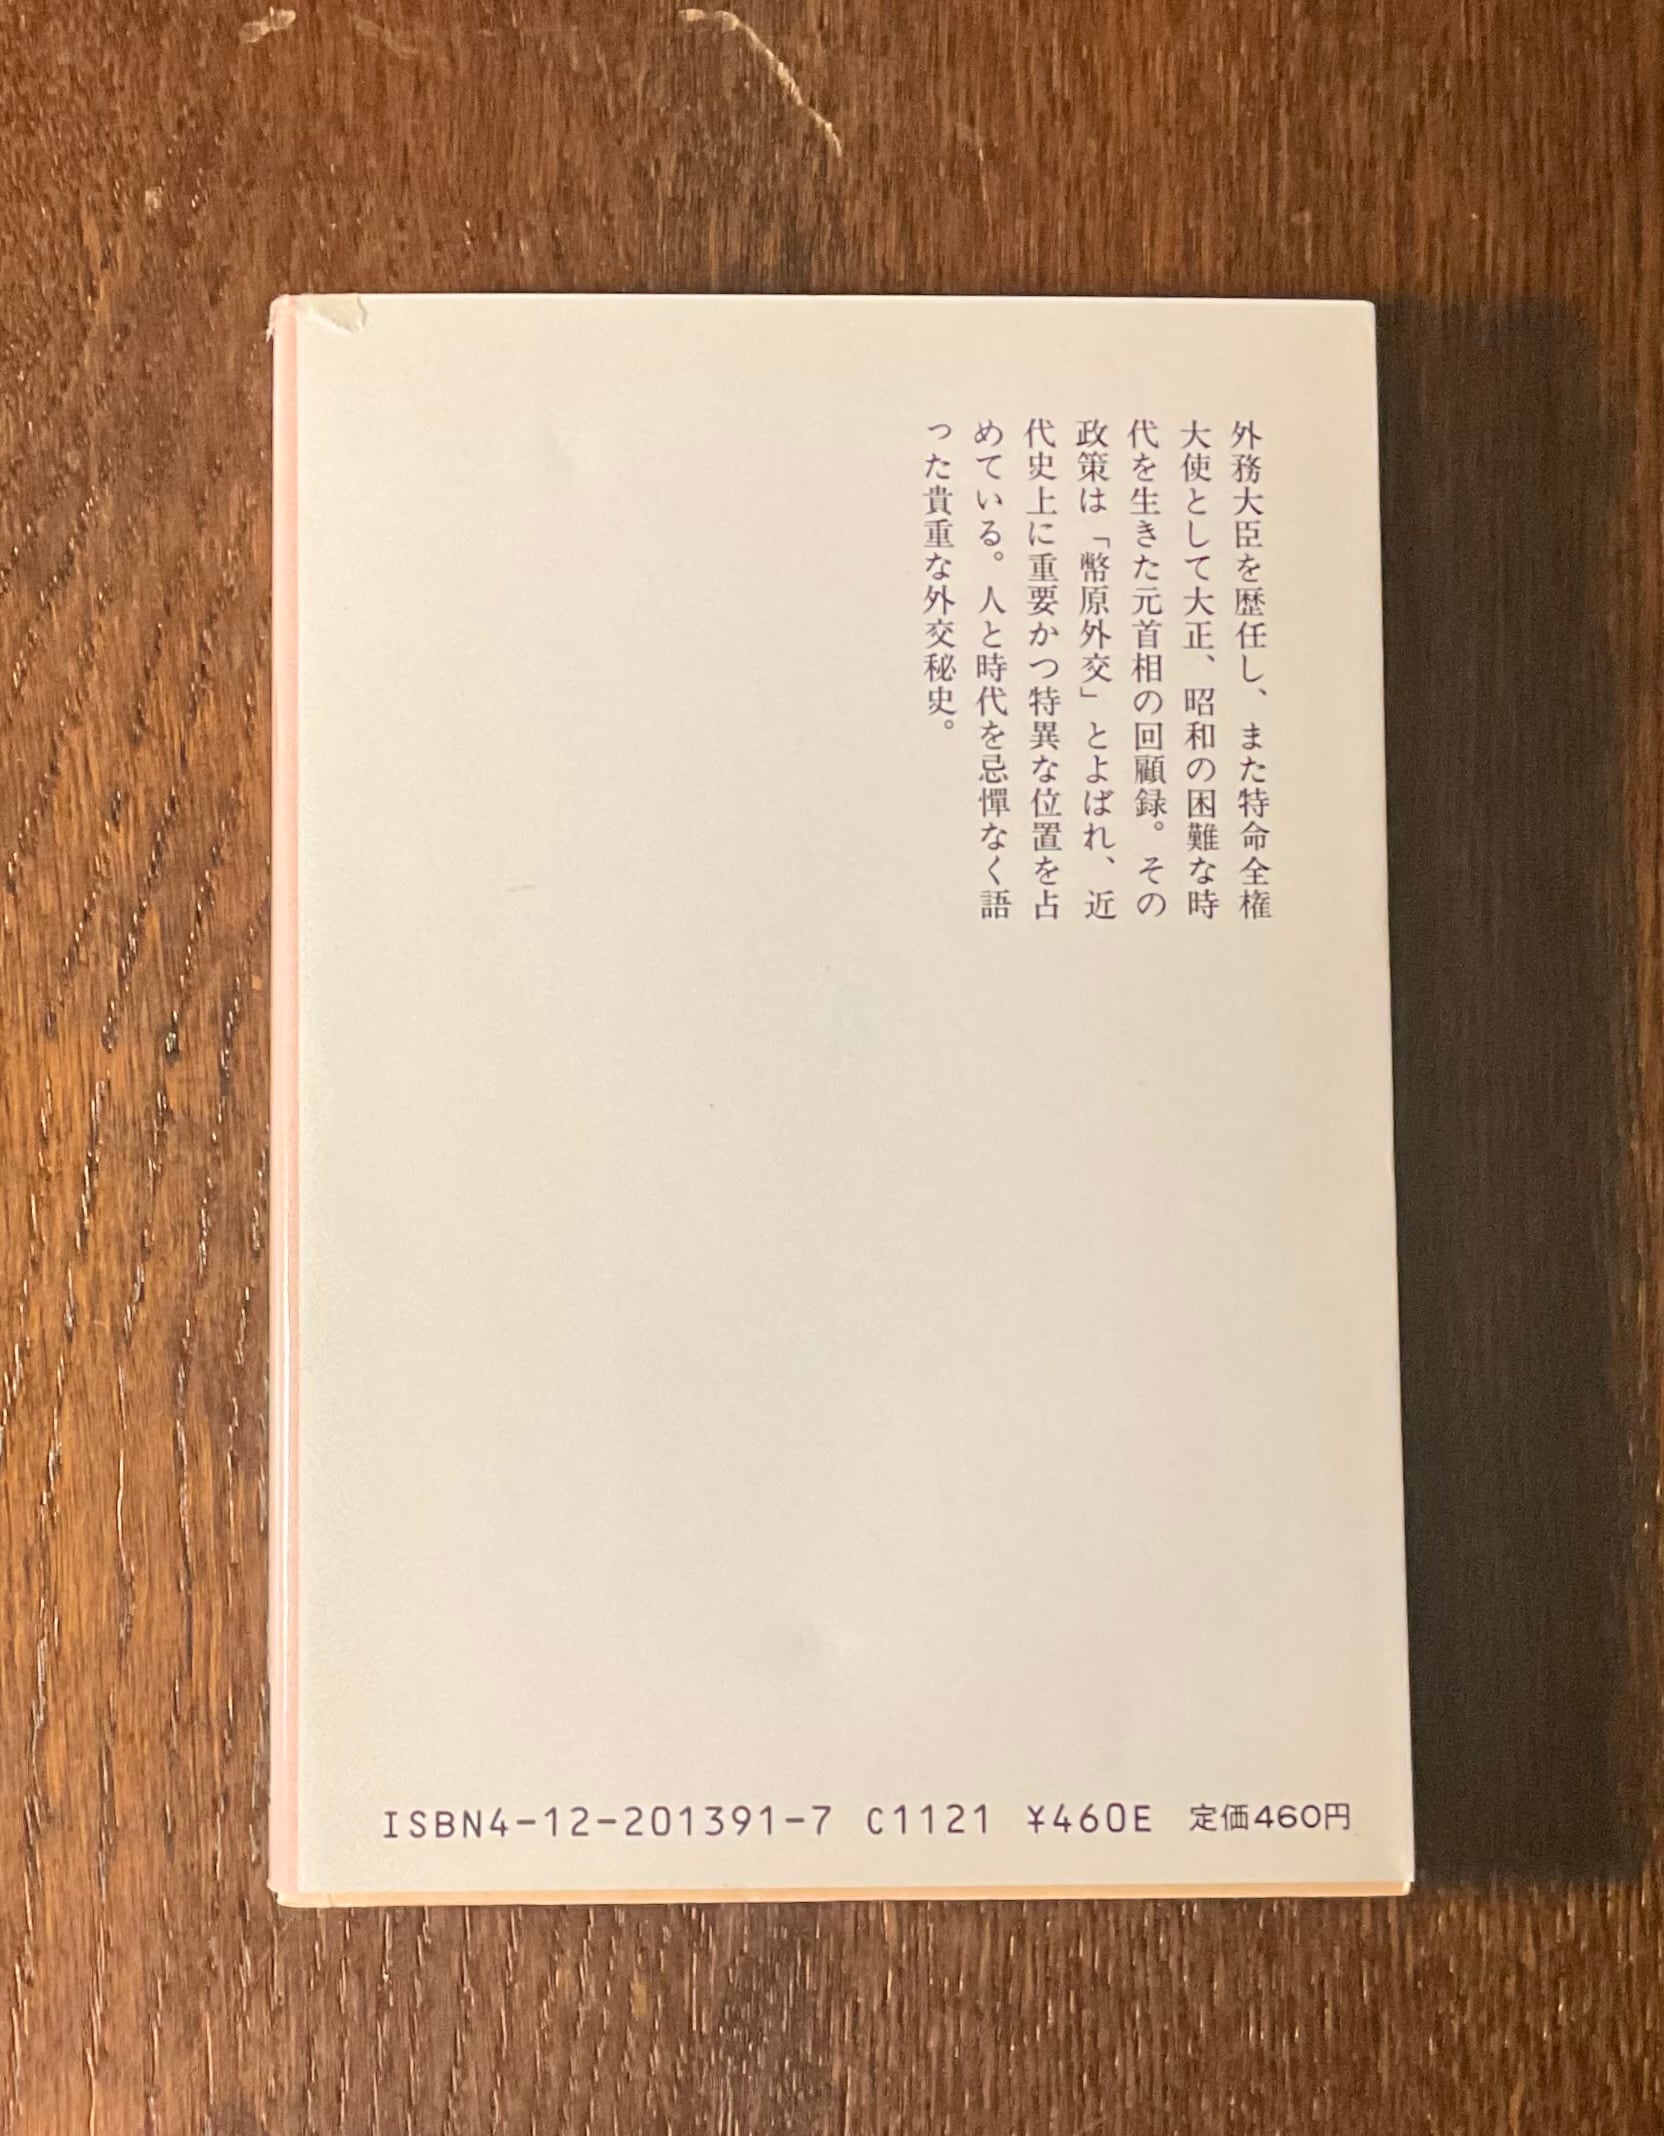 外務大臣を歴任し、また特命全権
大使として大正、昭和の困難な時
代を生きた元首相の回顧録。その
政策は「幣原外交」とよばれ、近
代史上に重要かつ特異な位置を占
めている。人と時代を忌憚なく語
った貴重な外交秘史。
ISBN4-12-201391-7 C1121 ¥460E 定価460円